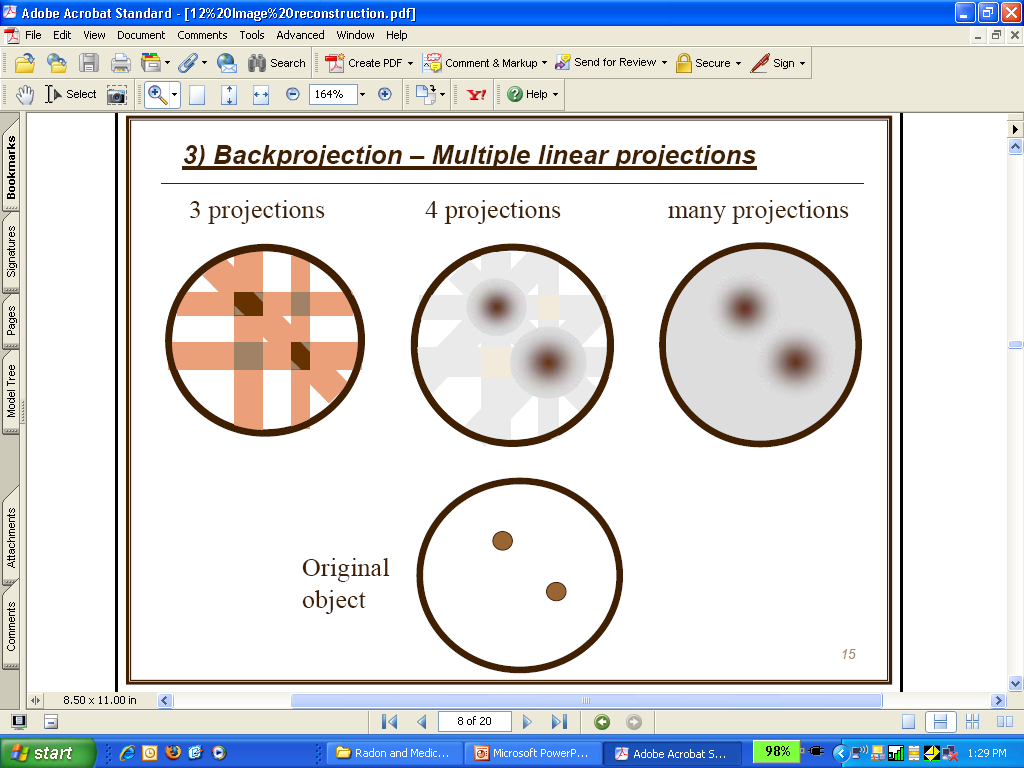 Adobe Acrobat Standard - [12%20Image%20reconstruction.pdf]
File Edit View Document Comments Tools Advanced Window Help
Search Create PDF Comment & Markup Send for Review Secure Sign
Select 164% Y! Help
Bookmarks
Signatures
Pages
Model Tree
Attachments
Comments
3) Backprojection – Multiple linear projections
3 projections 4 projections many projections
Original
object
15
8.50 x 11.00 in
8 of 20
start Radon and Medic... Microsoft PowerP... Adobe Acrobat S... 98% 1:29 PM